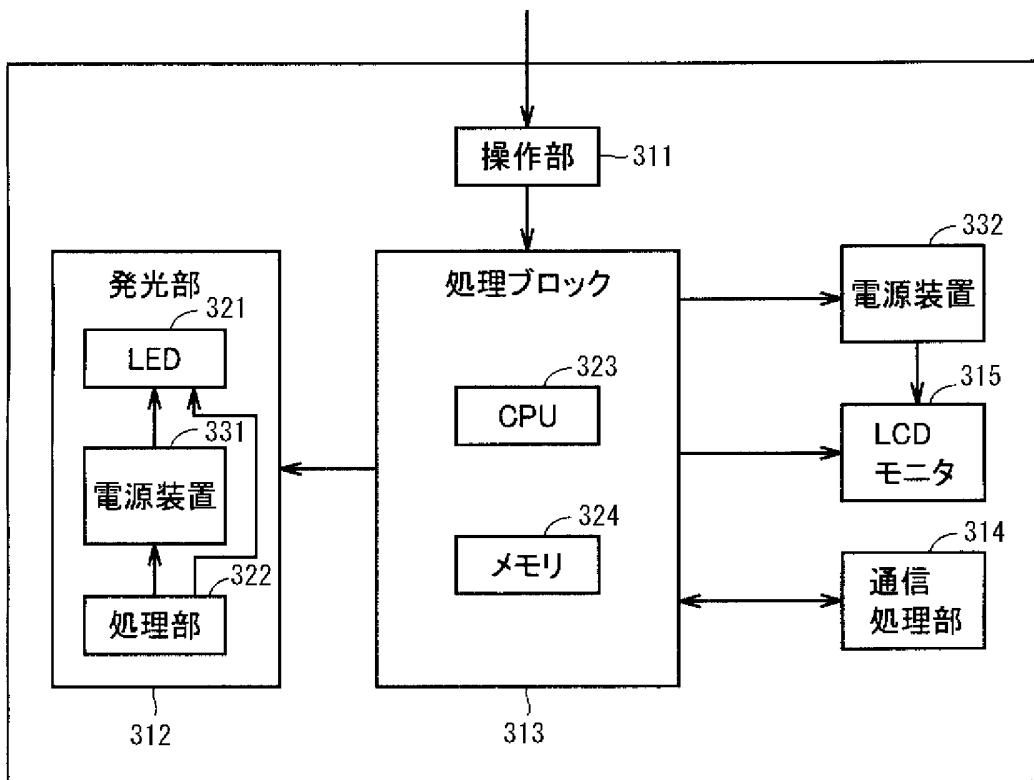 操作部
311
発光部
321
LED
331
電源装置
322
処理部
312
処理ブロック
323
CPU
324
メモリ
313
332
電源装置
315
LCD
モニタ
314
通信
処理部